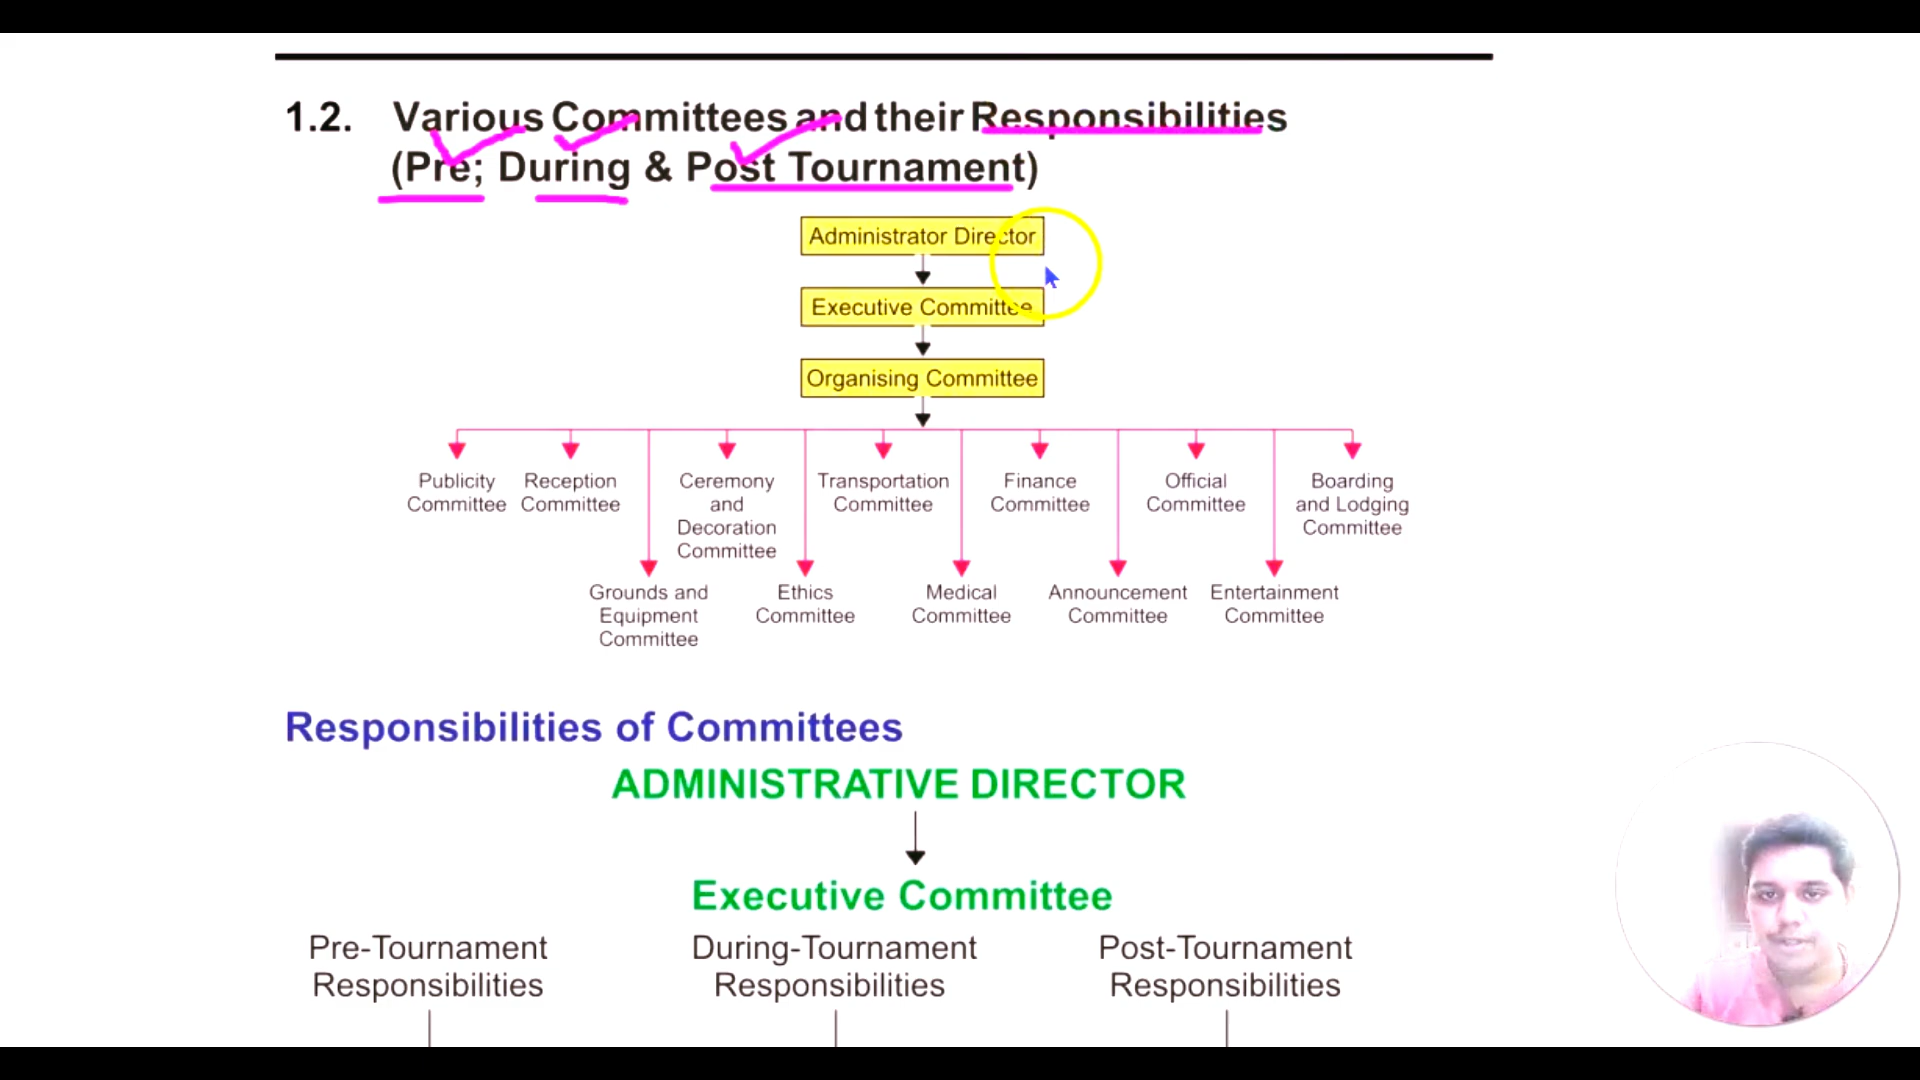 1.2. Various Committees and their Responsibilities
(Pre; During & Post Tournament)
Administrator Director
Executive Committee
Organising Committee
Publicity
Committee
Reception
Committee
Ceremony
and
Decoration
Committee
Transportation
Committee
Finance
Committee
Official
Committee
Boarding
and Lodging
Committee
Grounds and
Equipment
Committee
Ethics
Committee
Medical
Committee
Announcement
Committee
Entertainment
Committee
Responsibilities of Committees
ADMINISTRATIVE DIRECTOR
Executive Committee
Pre-Tournament
Responsibilities
During-Tournament
Responsibilities
Post-Tournament
Responsibilities